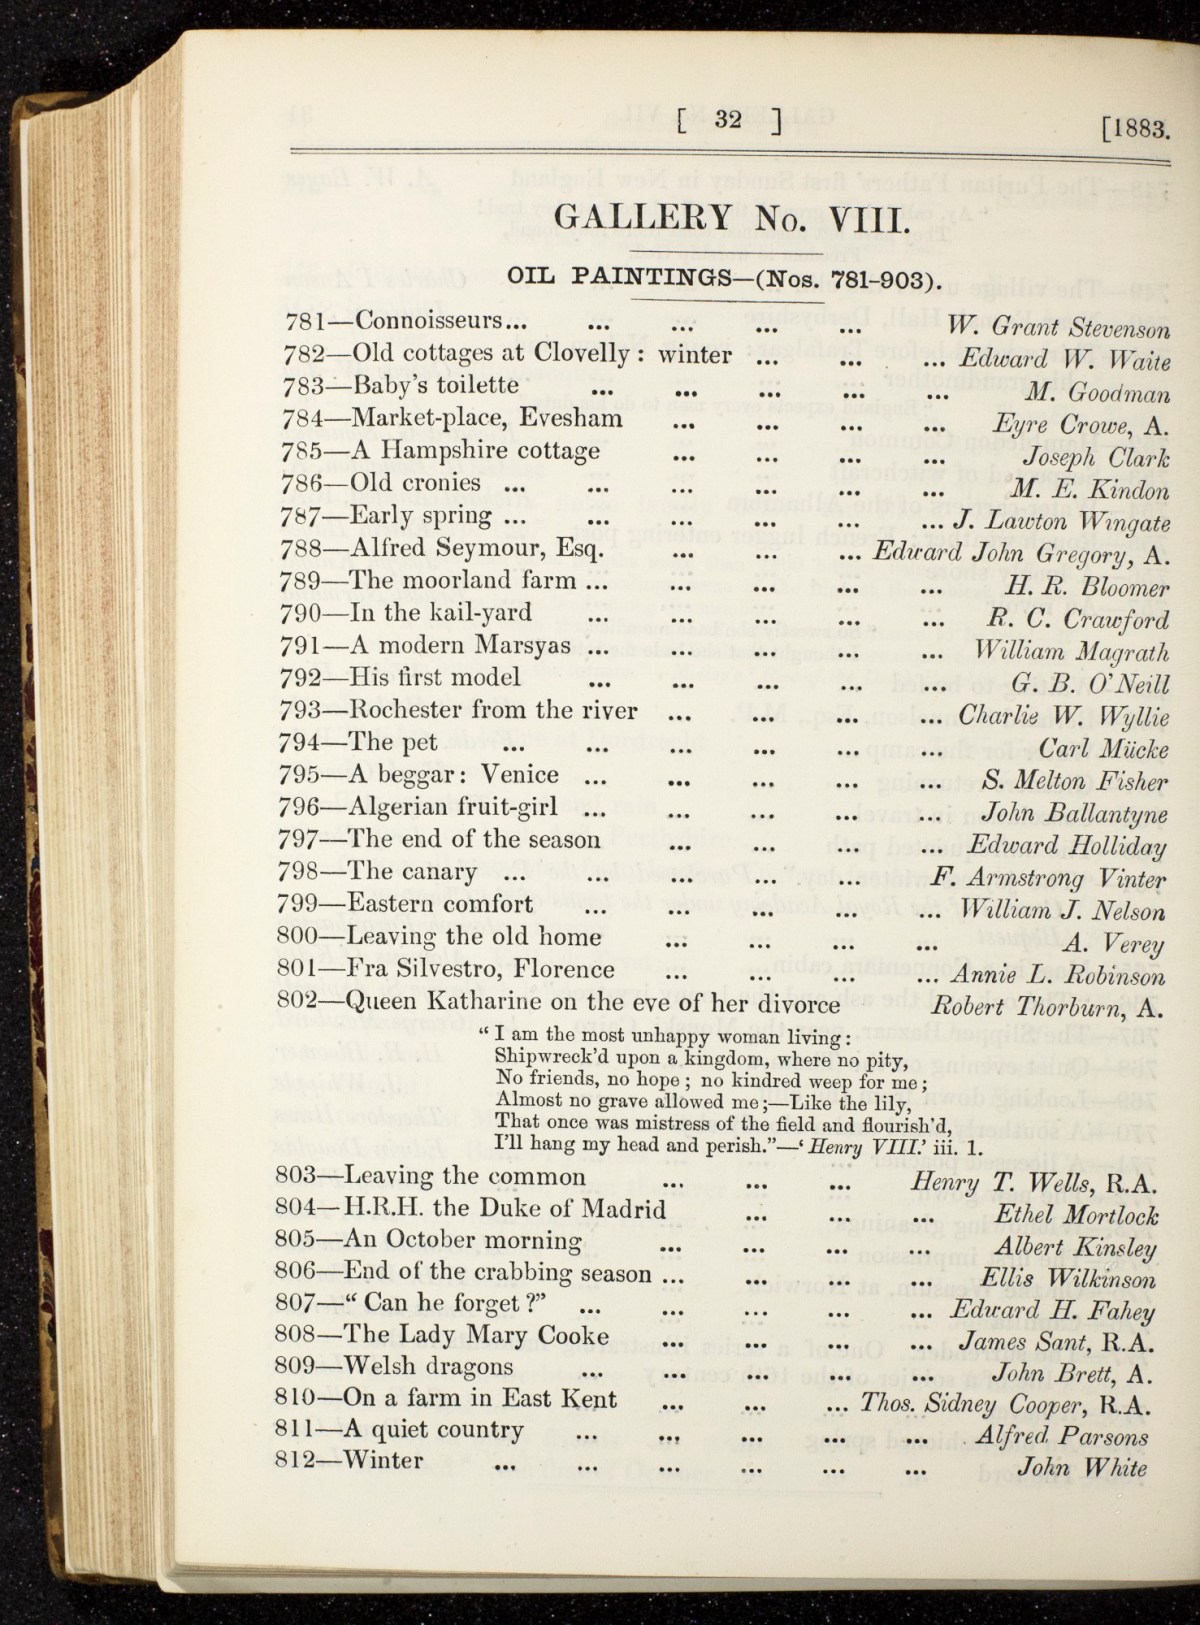 [ 32 ]
[1883.
GALLERY No. VIII.
OIL PAINTINGS—(Nos. 781-903).
781—Connoisseurs... ... ... ... ... W. Grant Stevenson
782—Old cottages at Clovelly : winter ... ... ... Edward W. Waite
783—Baby's toilette ... ... ... ... ... M. Goodman
784—Market-place, Evesham ... ... ... ... Eyre Crowe, A.
785—A Hampshire cottage ... ... ... ... Joseph Clark
786—Old cronies ... ... ... ... ... ... M. E. Kindon
787—Early spring ... ... ... ... ... ... J. Lawton Wingate
788—Alfred Seymour, Esq. ... ... ... Edward John Gregory, A.
789—The moorland farm ... ... ... ... ... H. R. Bloomer
790—In the kail-yard ... ... ... ... ... R. C. Crawford
791—A modern Marsyas ... ... ... ... ... William Magrath
792—His first model ... ... ... ... ... G. B. O'Neill
793—Rochester from the river ... ... ... ... Charlie W. Wyllie
794—The pet ... ... ... ... ... ... Carl Mücke
795—A beggar: Venice ... ... ... ... ... S. Melton Fisher
796—Algerian fruit-girl ... ... ... ... ... John Ballantyne
797—The end of the season ... ... ... ... Edward Holliday
798—The canary ... ... ... ... ... F. Armstrong Vinter
799—Eastern comfort ... ... ... ... ... William J. Nelson
800—Leaving the old home ... ... ... ... A. Verey
801—Fra Silvestro, Florence ... ... ... ... Annie L. Robinson
802—Queen Katharine on the eve of her divorce Robert Thorburn, A.
“ I am the most unhappy woman living :
Shipwreck'd upon a kingdom, where no pity,
No friends, no hope ; no kindred weep for me ;
Almost no grave allowed me ;—Like the lily,
That once was mistress of the field and flourish'd,
I'll hang my head and perish.”—‘ Henry VIII.’ iii. 1.
803—Leaving the common ... ... ... Henry T. Wells, R.A.
804—H.R.H. the Duke of Madrid ... ... ... Ethel Mortlock
805—An October morning ... ... ... ... Albert Kinsley
806—End of the crabbing season ... ... ... ... Ellis Wilkinson
807—“ Can he forget ?” ... ... ... ... ... Edward H. Fahey
808—The Lady Mary Cooke ... ... ... ... James Sant, R.A.
809—Welsh dragons ... ... ... ... ... John Brett, A.
810—On a farm in East Kent ... ... ... Thos. Sidney Cooper, R.A.
811—A quiet country ... ... ... ... ... Alfred Parsons
812—Winter ... ... ... ... ... ... John White